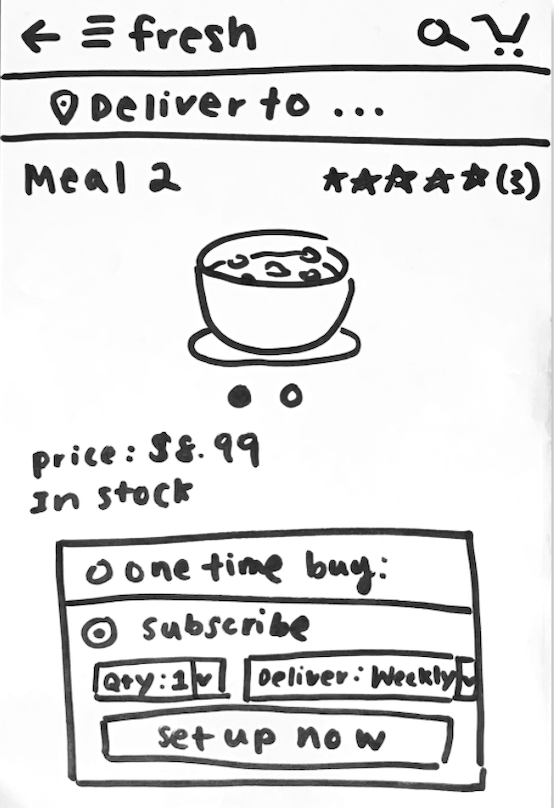 fresh
Deliver to ...
Meal 2 (3)
price: $8.99
In stock
one time buy:
subscribe
Qty:1 Deliver: Weekly
set up now